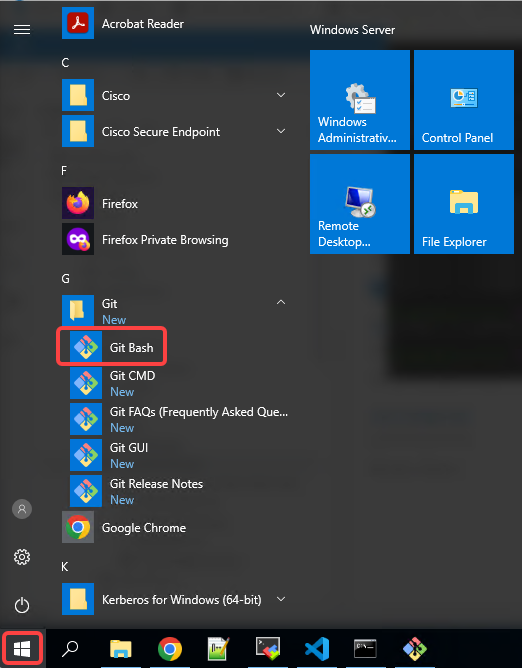 Acrobat Reader
C
Cisco
Cisco Secure Endpoint
F
Firefox
Firefox Private Browsing
G
Git
New
Git Bash
Git CMD
New
Git FAQs (Frequently Asked Que...
New
Git GUI
New
Git Release Notes
New
Google Chrome
K
Kerberos for Windows (64-bit)
Windows Server
Windows
Administrativ...
Control Panel
Remote
Desktop...
File Explorer